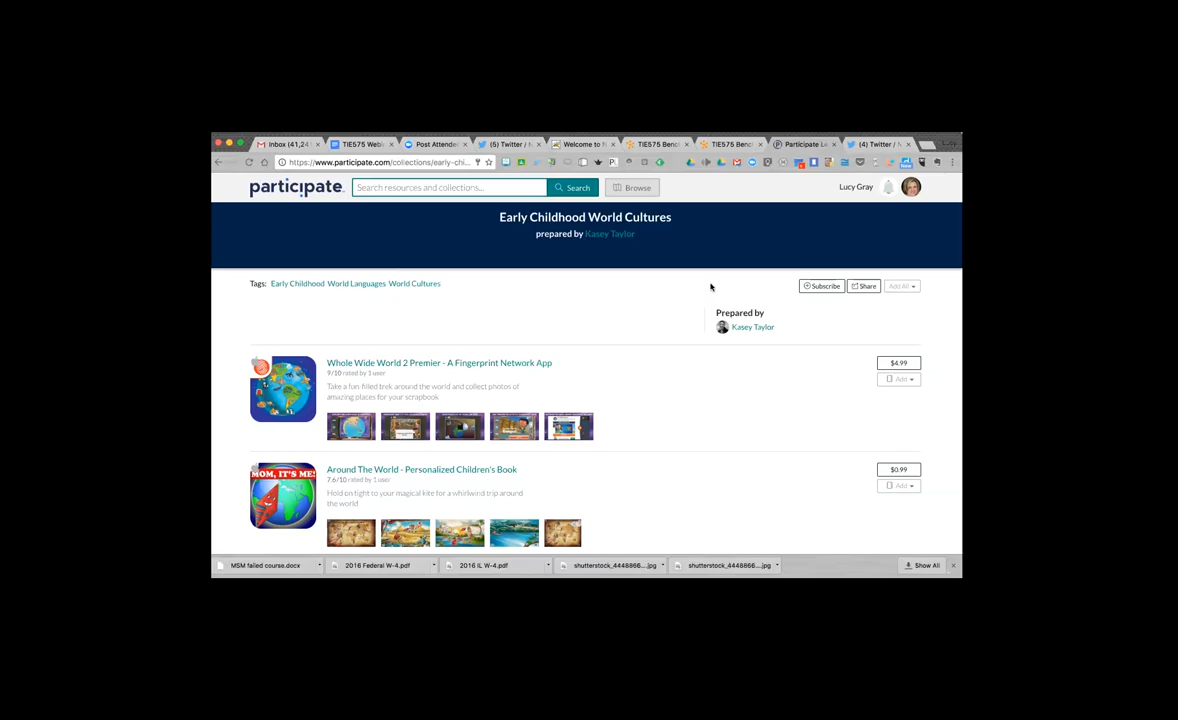 Inbox (41,24
TIE575 Web
Post Attende
(5) Twitter / N
Welcome to N
TIE575 Benc
TIE575 Benc
Participate Le
(4) Twitter / N
https://www.participate.com/collections/early-chi...
participate
Search resources and collections...
Search
Browse
Lucy Gray
Early Childhood World Cultures
prepared by Kasey Taylor
Tags: Early Childhood World Languages World Cultures
Subscribe
Share
Add All
Prepared by
Kasey Taylor
Whole Wide World 2 Premier - A Fingerprint Network App
$4.99
9/10 rated by 1 user
Add
Take a fun filled trek around the world and collect photos of
amazing places for your scrapbook
MOM, IT'S ME!
Around The World - Personalized Children's Book
$0.99
7.6/10 rated by 1 user
Add
Hold on tight to your magical kite for a whirlwind trip around
the world
MSM failed course.docx
2016 Federal W-4.pdf
2016 IL W-4.pdf
shutterstock_4448866....jpg
shutterstock_4448866....jpg
Show All